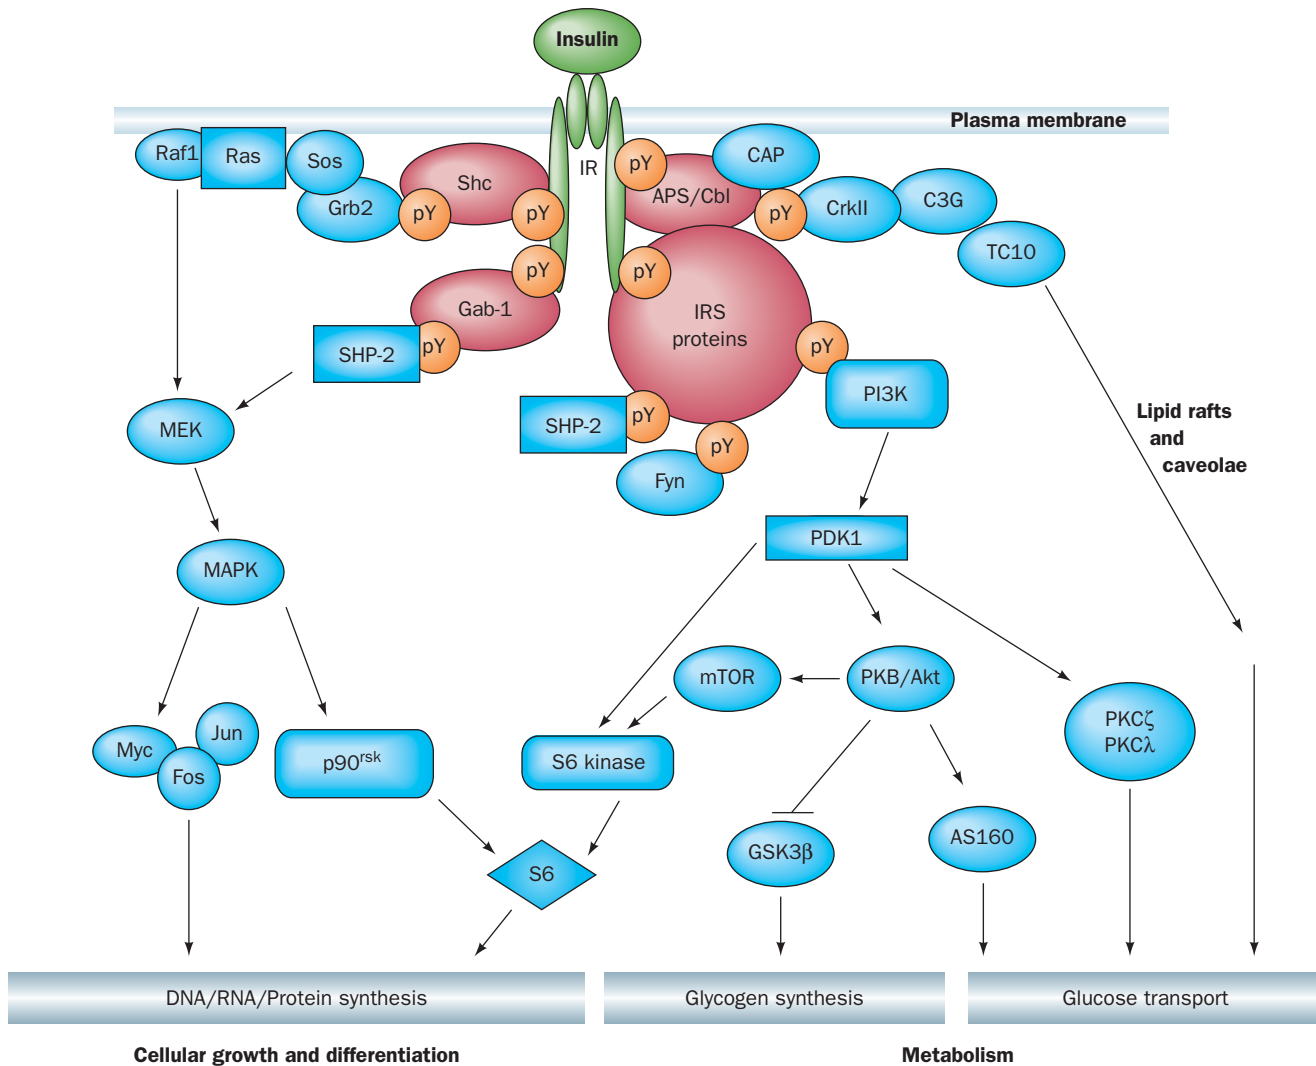 Insulin
Plasma membrane
Raf1
Ras
Sos
Grb2
Shc
pY
pY
IR
pY
APS/Cbl
CAP
pY
CrkII
C3G
TC10
pY
Gab-1
SHP-2
pY
pY
IRS
proteins
pY
PI3K
SHP-2
pY
pY
Fyn
Lipid rafts
and
caveolae
MEK
PDK1
MAPK
mTOR
PKB/Akt
PKCζ
PKCλ
Myc
Jun
Fos
p90rsk
S6 kinase
GSK3β
AS160
S6
DNA/RNA/Protein synthesis
Glycogen synthesis
Glucose transport
Cellular growth and differentiation
Metabolism